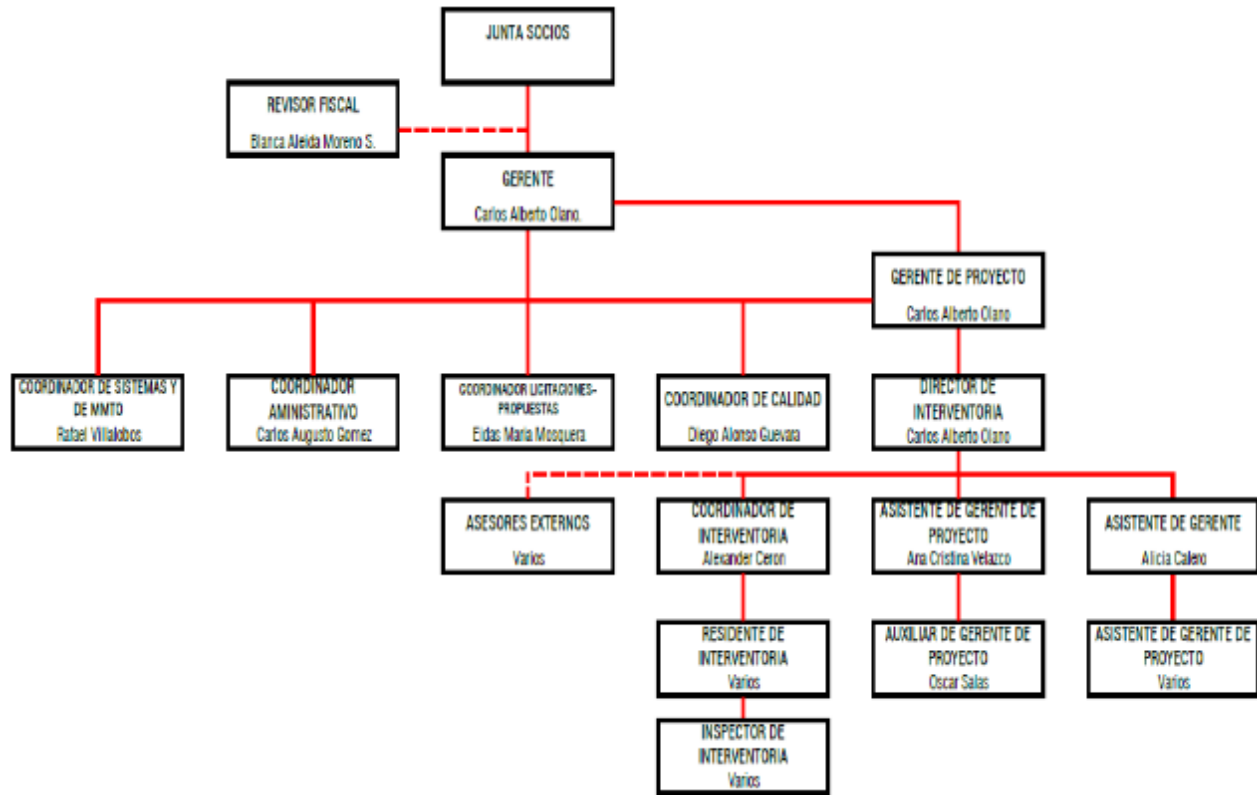 JUNTA SOCIOS
REVISOR FISCAL
Blanca Aleida Moreno S.
GERENTE
Carlos Alberto Olano.
GERENTE DE PROYECTO
Carlos Alberto Olano
COORDINADOR DE SISTEMAS Y
DE MMTO
Rafael Villalobos
COORDINADOR
AMINISTRATIVO
Carlos Augusto Gomez
COORDINADOR LICITACIONES-
PROPUESTAS
Eidas Maria Mosquera
COORDINADOR DE CALIDAD
Diego Alonso Guevara
DIRECTOR DE
INTERVENTORIA
Carlos Alberto Olano
ASESORES EXTERNOS
Varios
COORDINADOR DE
INTERVENTORIA
Alexander Ceron
ASISTENTE DE GERENTE DE
PROYECTO
Ana Cristina Velazco
ASISTENTE DE GERENTE
Alicia Calero
RESIDENTE DE
INTERVENTORIA
Varios
AUXILIAR DE GERENTE DE
PROYECTO
Oscar Salas
ASISTENTE DE GERENTE DE
PROYECTO
Varios
INSPECTOR DE
INTERVENTORIA
Varios